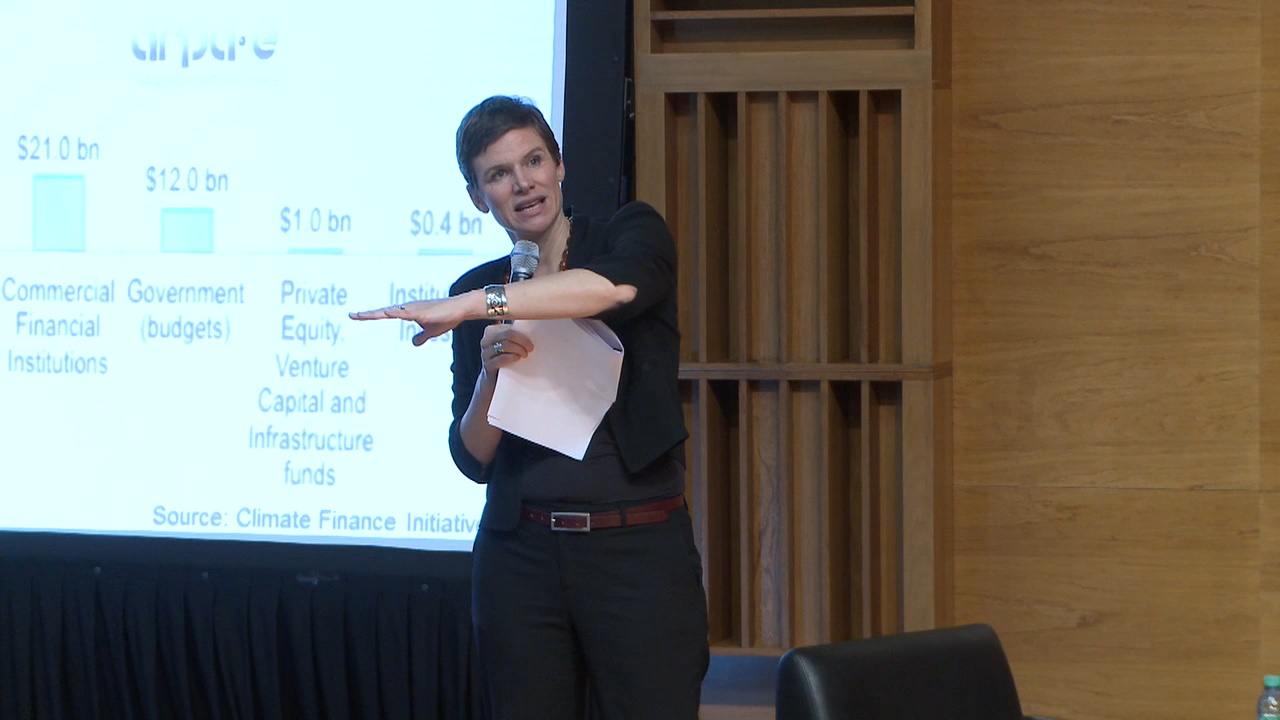 $21.0 bn
$12.0 bn
$1.0 bn
$0.4 bn
Commercial
Financial
Institutions
Government
(budgets)
Private
Equity,
Venture
Capital and
Infrastructure
funds
Source: Climate Finance Initiative